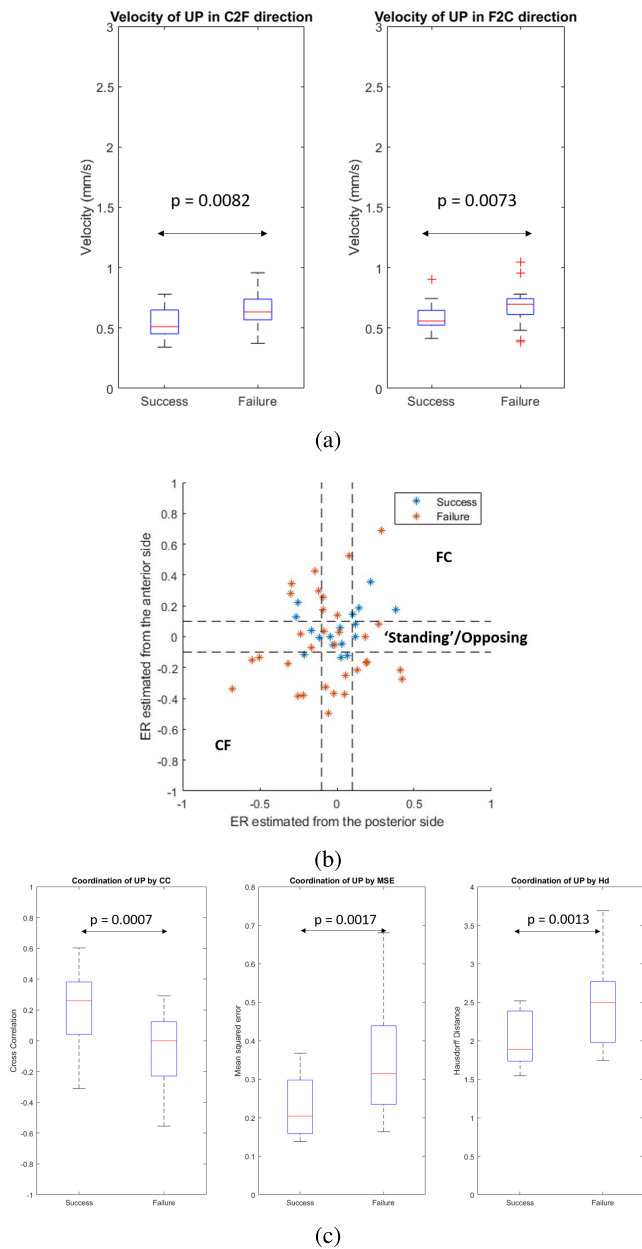 Velocity of UP in C2F direction
Velocity (mm/s)
3
2.5
2
1.5
1
0.5
0
p = 0.0082
Success
Failure
Velocity of UP in F2C direction
Velocity (mm/s)
3
2.5
2
1.5
1
0.5
0
p = 0.0073
Success
Failure
(a)
ER estimated from the anterior side
1
0.8
0.6
0.4
0.2
0
-0.2
-0.4
-0.6
-0.8
-1
Success
Failure
FC
'Standing'/Opposing
CF
-1
-0.5
0
0.5
1
ER estimated from the posterior side
(b)
Coordination of UP by CC
Cross Correlation
1
0.8
0.6
0.4
0.2
0
-0.2
-0.4
-0.6
-0.8
-1
p = 0.0007
Success
Failure
Coordination of UP by MSE
Mean squared error
0.8
0.7
0.6
0.5
0.4
0.3
0.2
0.1
0
p = 0.0017
Success
Failure
Coordination of UP by Hd
Hausdorff Distance
4
3.5
3
2.5
2
1.5
1
0.5
0
p = 0.0013
Success
Failure
(c)